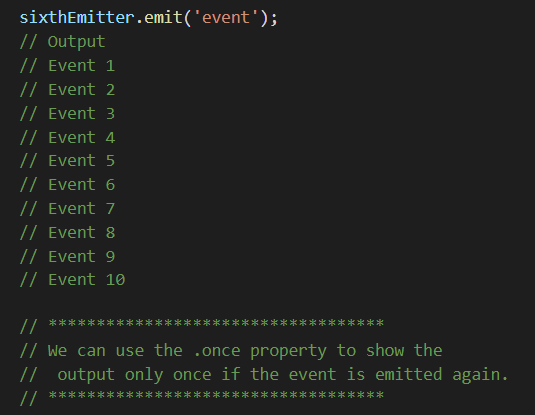 sixthEmitter.emit('event');
// Output
// Event 1
// Event 2
// Event 3
// Event 4
// Event 5
// Event 6
// Event 7
// Event 8
// Event 9
// Event 10
// ***********************************
// We can use the .once property to show the
//  output only once if the event is emitted again.
// ***********************************